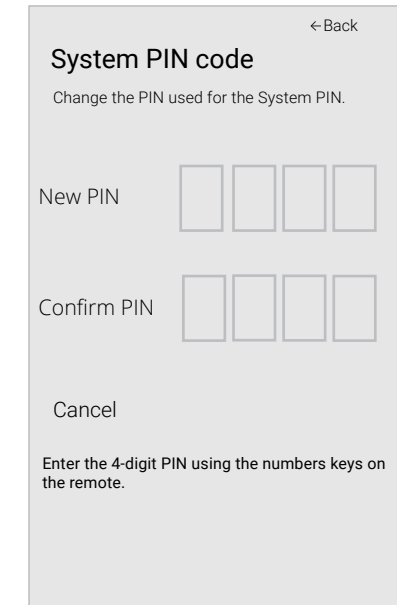 ←Back
System PIN code
Change the PIN used for the System PIN.
New PIN
Confirm PIN
Cancel
Enter the 4-digit PIN using the numbers keys on
the remote.